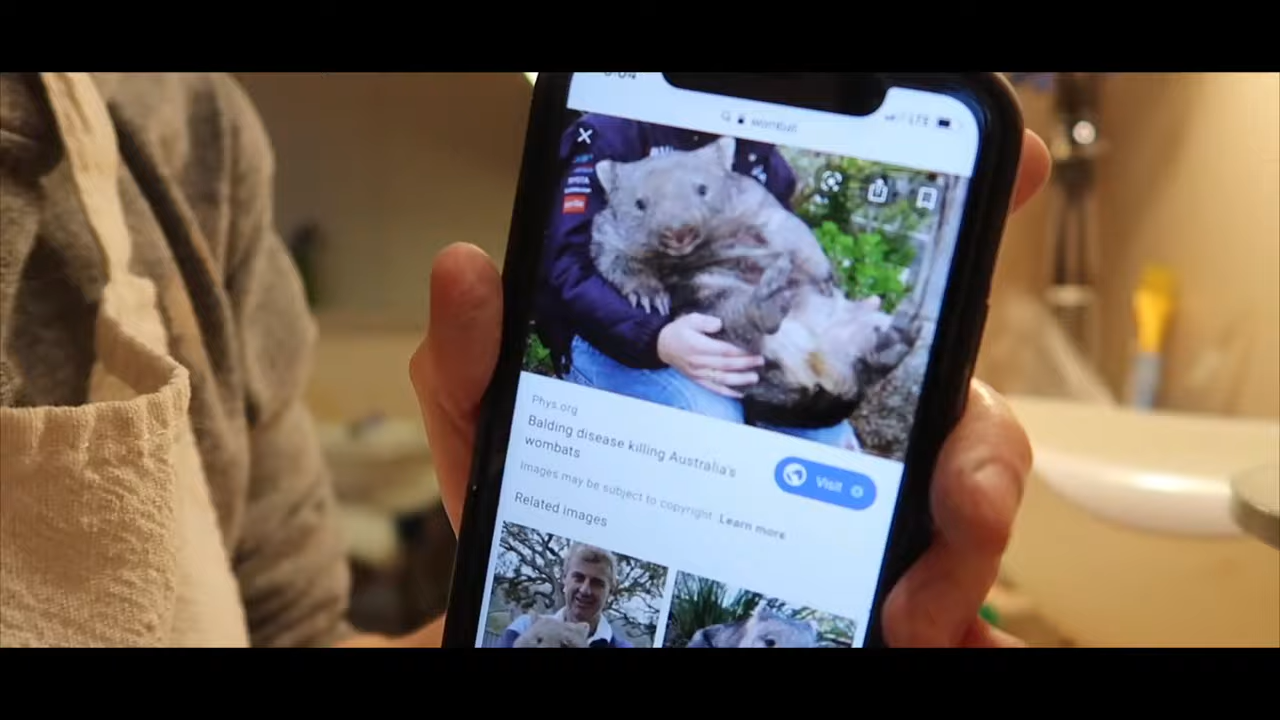 wombat
LTE
Phys.org
Balding disease killing Australia's
wombats
Visit
Images may be subject to copyright. Learn more
Related images